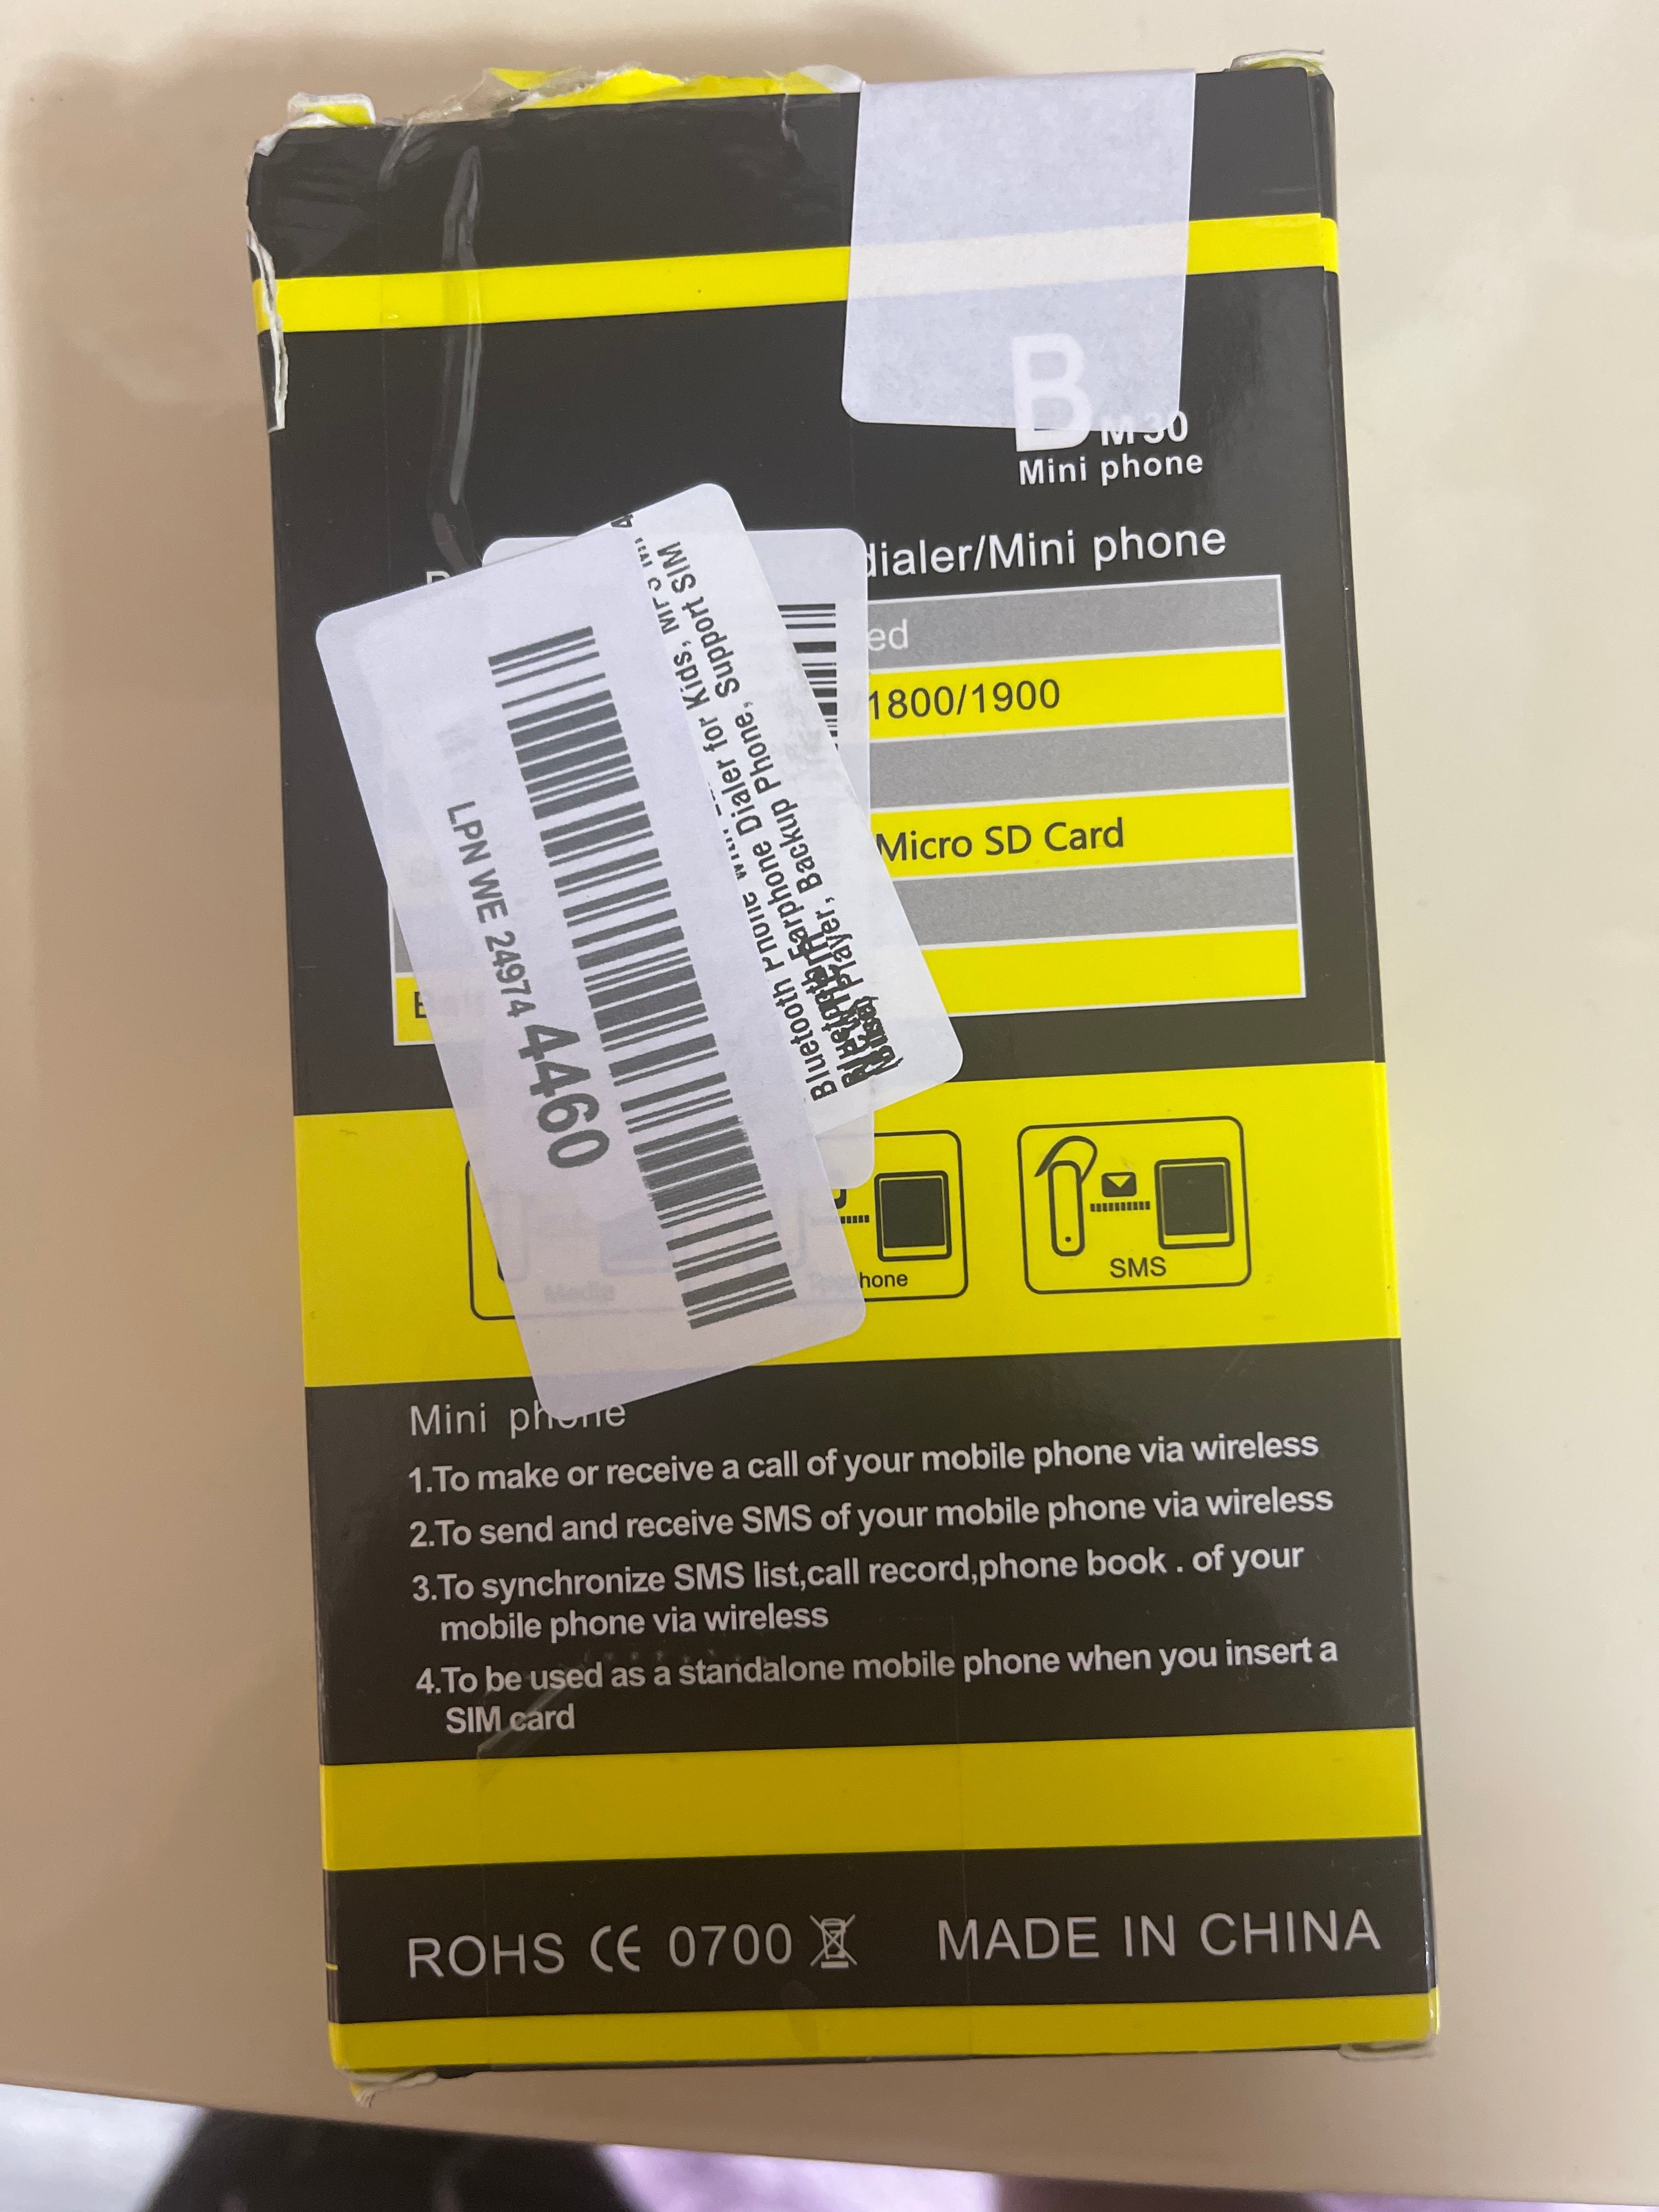 B M30
Mini phone
dialer/Mini phone
ed
1800/1900
Micro SD Card
LPN WE 24974 4460
Bluetooth Phone
Bluetooth Earphone Dialer for Kids, MP3
Player, Backup Phone, Support SIM
Media
hone
SMS
Mini phone
1.To make or receive a call of your mobile phone via wireless
2.To send and receive SMS of your mobile phone via wireless
3.To synchronize SMS list,call record,phone book . of your
mobile phone via wireless
4.To be used as a standalone mobile phone when you insert a
SIM card
ROHS CE 0700
MADE IN CHINA